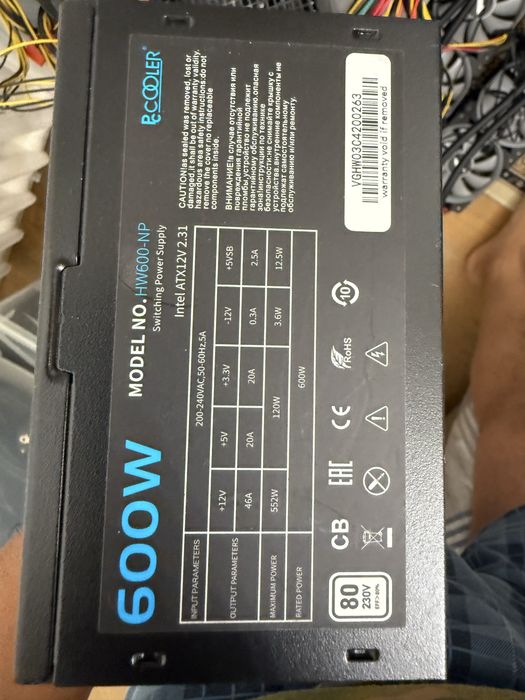 600W
MODEL NO.HW600-NP
Switching Power Supply
Intel ATX12V 2.31
PCCOOLER
CAUTION!as sealed was removed, lost or
damaged,it shall be out of warranty validity.
hazardous area safety instructions:do not
remove the cover,no replaceable
components inside.
ВНИМАНИЕ!в случае отсутствия или
повреждения гарантийной
пломбы,устройство не подлежит
гарантийному обслуживанию опасная
зона!инструкции по технике
безопасности:не снимайте крышку с
устройства.внутренние компоненты не
подлежат самостоятельному
обслуживанию и/или ремонту.
INPUT PARAMETERS 200-240VAC,50-60Hz,5A
OUTPUT PARAMETERS +12V +5V +3.3V -12V +5VSB
46A 20A 20A 0.3A 2.5A
MAXIMUM POWER 552W 120W 3.6W 12.5W
RATED POWER 600W
80
230V
CB EAC CE RoHS 10
VGHW03C4200263
warranty void if removed